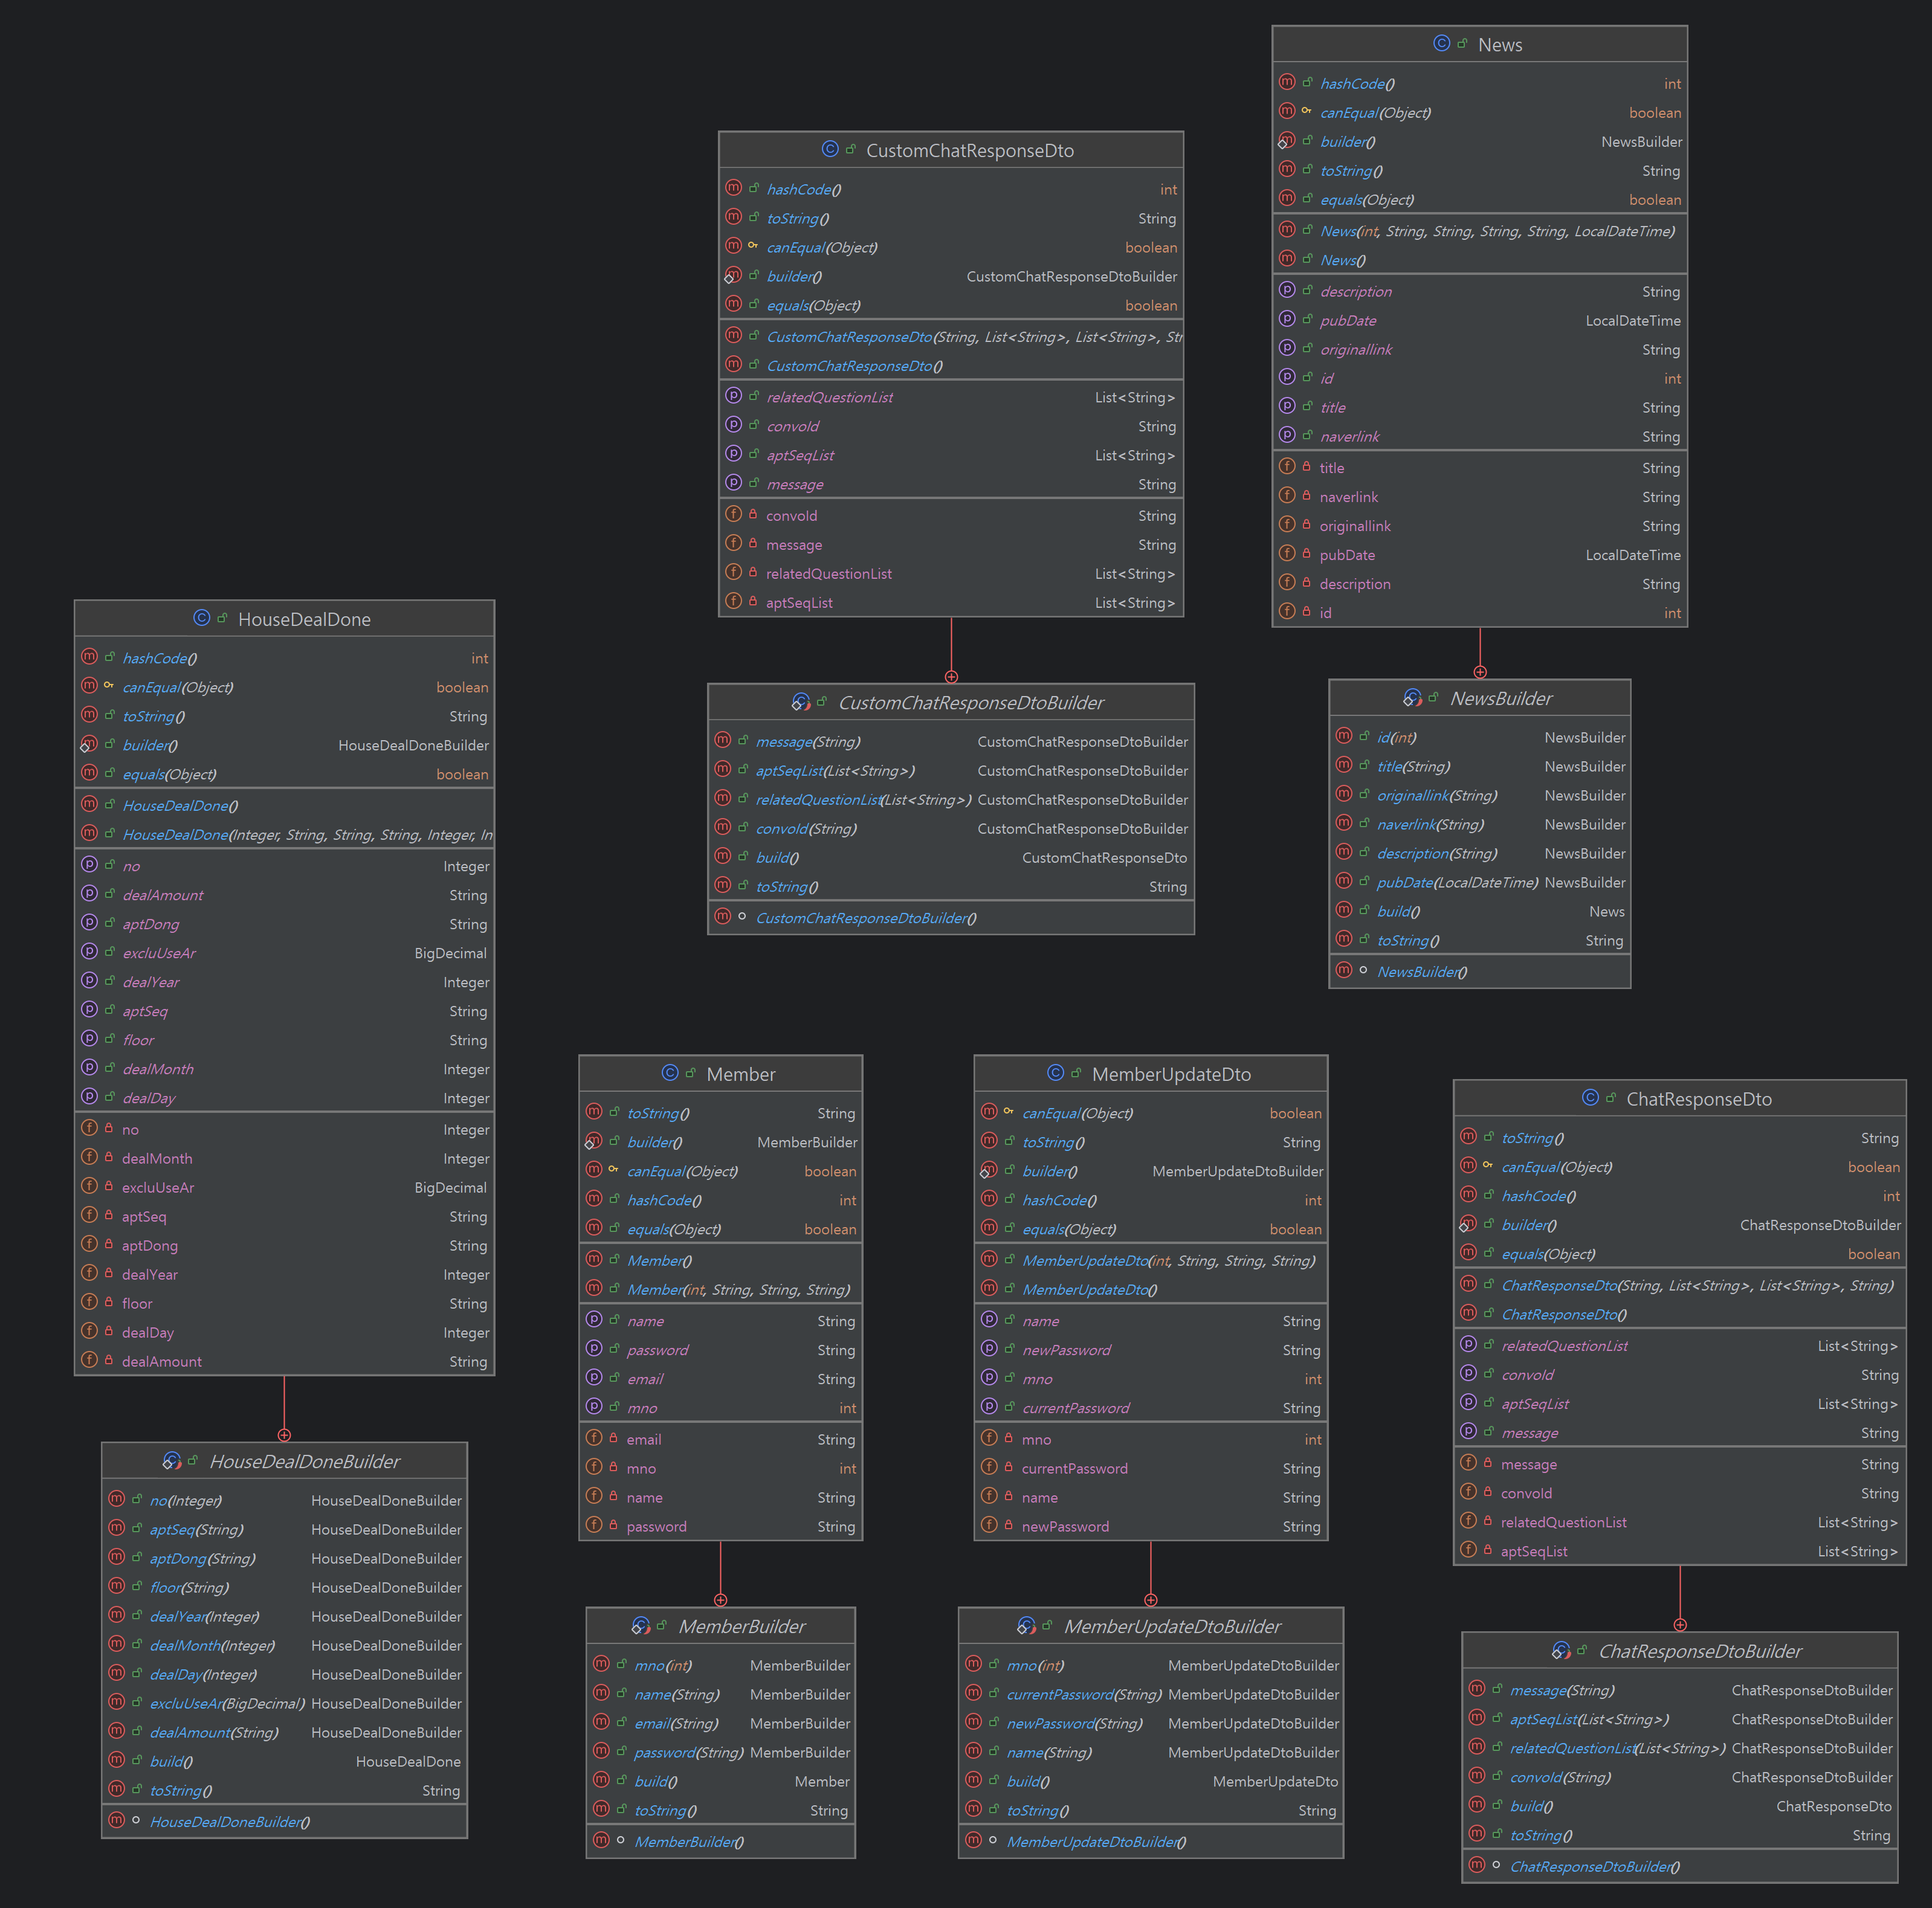 News
hashCode() int
canEqual(Object) boolean
builder() NewsBuilder
toString() String
equals(Object) boolean
News(int, String, String, String, String, LocalDateTime)
News()
description String
pubDate LocalDateTime
originallink String
id int
title String
naverlink String
title String
naverlink String
originallink String
pubDate LocalDateTime
description String
id int
CustomChatResponseDto
hashCode() int
toString() String
canEqual(Object) boolean
builder() CustomChatResponseDtoBuilder
equals(Object) boolean
CustomChatResponseDto(String, List<String>, List<String>, Str
CustomChatResponseDto()
relatedQuestionList List<String>
convoId String
aptSeqList List<String>
message String
convoId String
message String
relatedQuestionList List<String>
aptSeqList List<String>
CustomChatResponseDtoBuilder
message(String) CustomChatResponseDtoBuilder
aptSeqList(List<String>) CustomChatResponseDtoBuilder
relatedQuestionList(List<String>) CustomChatResponseDtoBuilder
convoId(String) CustomChatResponseDtoBuilder
build() CustomChatResponseDto
toString() String
CustomChatResponseDtoBuilder()
NewsBuilder
id(int) NewsBuilder
title(String) NewsBuilder
originallink(String) NewsBuilder
naverlink(String) NewsBuilder
description(String) NewsBuilder
pubDate(LocalDateTime) NewsBuilder
build() News
toString() String
NewsBuilder()
HouseDealDone
hashCode() int
canEqual(Object) boolean
toString() String
builder() HouseDealDoneBuilder
equals(Object) boolean
HouseDealDone()
HouseDealDone(Integer, String, String, String, Integer, In
no Integer
dealAmount String
aptDong String
excluUseAr BigDecimal
dealYear Integer
aptSeq String
floor String
dealMonth Integer
dealDay Integer
no Integer
dealMonth Integer
excluUseAr BigDecimal
aptSeq String
aptDong String
dealYear Integer
floor String
dealDay Integer
dealAmount String
HouseDealDoneBuilder
no(Integer) HouseDealDoneBuilder
aptSeq(String) HouseDealDoneBuilder
aptDong(String) HouseDealDoneBuilder
floor(String) HouseDealDoneBuilder
dealYear(Integer) HouseDealDoneBuilder
dealMonth(Integer) HouseDealDoneBuilder
dealDay(Integer) HouseDealDoneBuilder
excluUseAr(BigDecimal) HouseDealDoneBuilder
dealAmount(String) HouseDealDoneBuilder
build() HouseDealDone
toString() String
HouseDealDoneBuilder()
Member
toString() String
builder() MemberBuilder
canEqual(Object) boolean
hashCode() int
equals(Object) boolean
Member()
Member(int, String, String, String)
name String
password String
email String
mno int
email String
mno int
name String
password String
MemberBuilder
mno(int) MemberBuilder
name(String) MemberBuilder
email(String) MemberBuilder
password(String) MemberBuilder
build() Member
toString() String
MemberBuilder()
MemberUpdateDto
canEqual(Object) boolean
toString() String
builder() MemberUpdateDtoBuilder
hashCode() int
equals(Object) boolean
MemberUpdateDto(int, String, String, String)
MemberUpdateDto()
name String
newPassword String
mno int
currentPassword String
mno int
currentPassword String
name String
newPassword String
MemberUpdateDtoBuilder
mno(int) MemberUpdateDtoBuilder
currentPassword(String) MemberUpdateDtoBuilder
newPassword(String) MemberUpdateDtoBuilder
name(String) MemberUpdateDtoBuilder
build() MemberUpdateDto
toString() String
MemberUpdateDtoBuilder()
ChatResponseDto
toString() String
canEqual(Object) boolean
hashCode() int
builder() ChatResponseDtoBuilder
equals(Object) boolean
ChatResponseDto(String, List<String>, List<String>, String)
ChatResponseDto()
relatedQuestionList List<String>
convoId String
aptSeqList List<String>
message String
message String
convoId String
relatedQuestionList List<String>
aptSeqList List<String>
ChatResponseDtoBuilder
message(String) ChatResponseDtoBuilder
aptSeqList(List<String>) ChatResponseDtoBuilder
relatedQuestionList(List<String>) ChatResponseDtoBuilder
convoId(String) ChatResponseDtoBuilder
build() ChatResponseDto
toString() String
ChatResponseDtoBuilder()